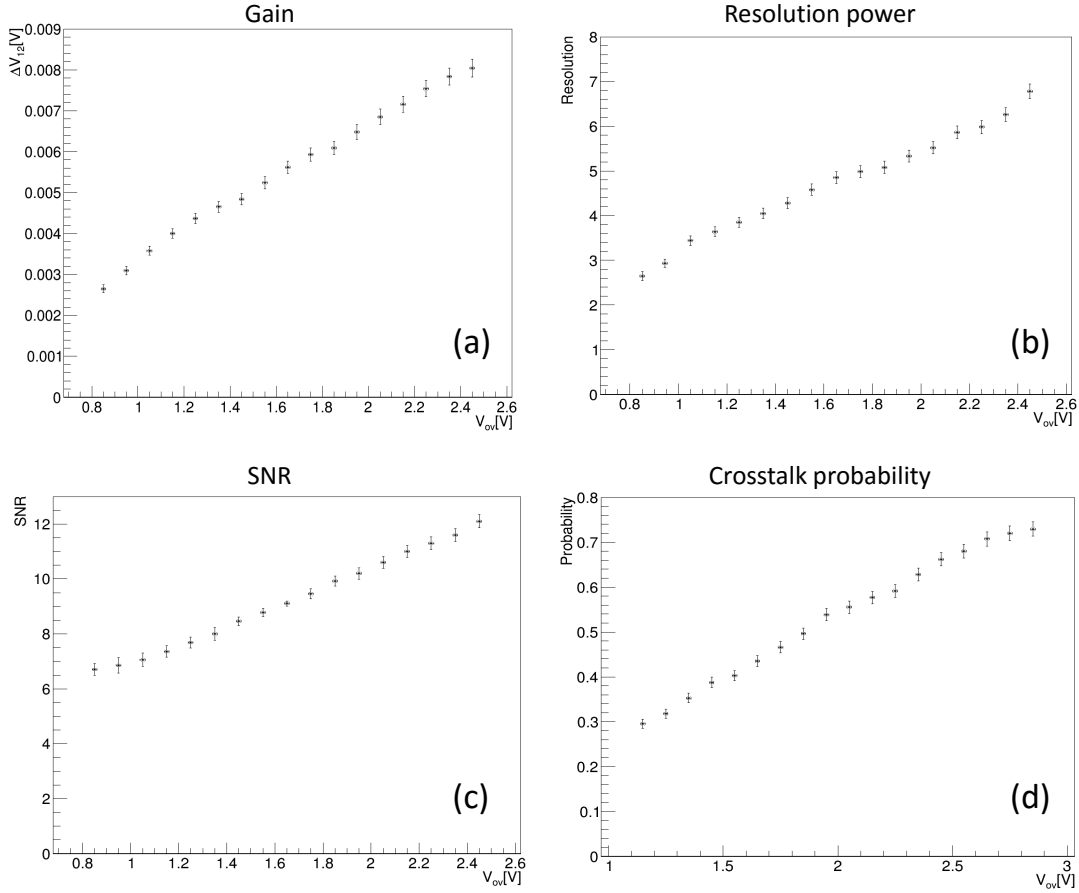 Gain
ΔV12[V]
0.009
0.008
0.007
0.006
0.005
0.004
0.003
0.002
0.001
0
0.8 1 1.2 1.4 1.6 1.8 2 2.2 2.4 2.6
Vov[V]
(a)
Resolution power
Resolution
8
7
6
5
4
3
2
1
0
0.8 1 1.2 1.4 1.6 1.8 2 2.2 2.4 2.6
Vov[V]
(b)
SNR
SNR
12
10
8
6
4
2
0
0.8 1 1.2 1.4 1.6 1.8 2 2.2 2.4 2.6
Vov[V]
(c)
Crosstalk probability
Probability
0.8
0.7
0.6
0.5
0.4
0.3
0.2
0.1
0
1 1.5 2 2.5 3
Vov[V]
(d)